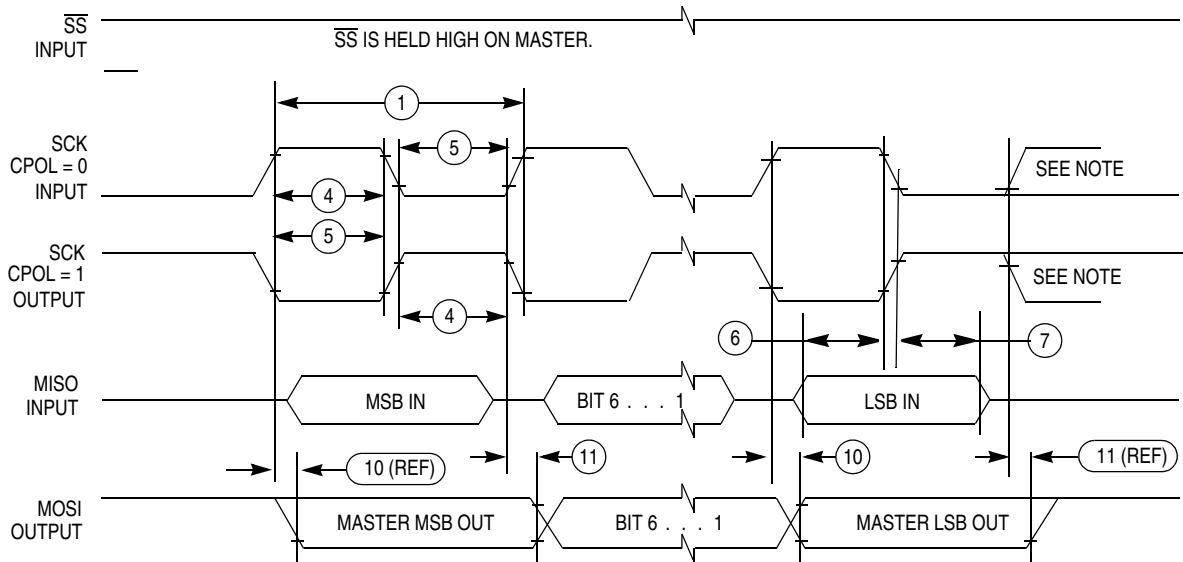 SS
INPUT
SS IS HELD HIGH ON MASTER.
1
SCK
CPOL = 0
INPUT
5
4
SEE NOTE
5
SCK
CPOL = 1
OUTPUT
4
SEE NOTE
6
7
MISO
INPUT
MSB IN
BIT 6 . . . 1
LSB IN
10 (REF)
11
10
11 (REF)
MOSI
OUTPUT
MASTER MSB OUT
BIT 6 . . . 1
MASTER LSB OUT